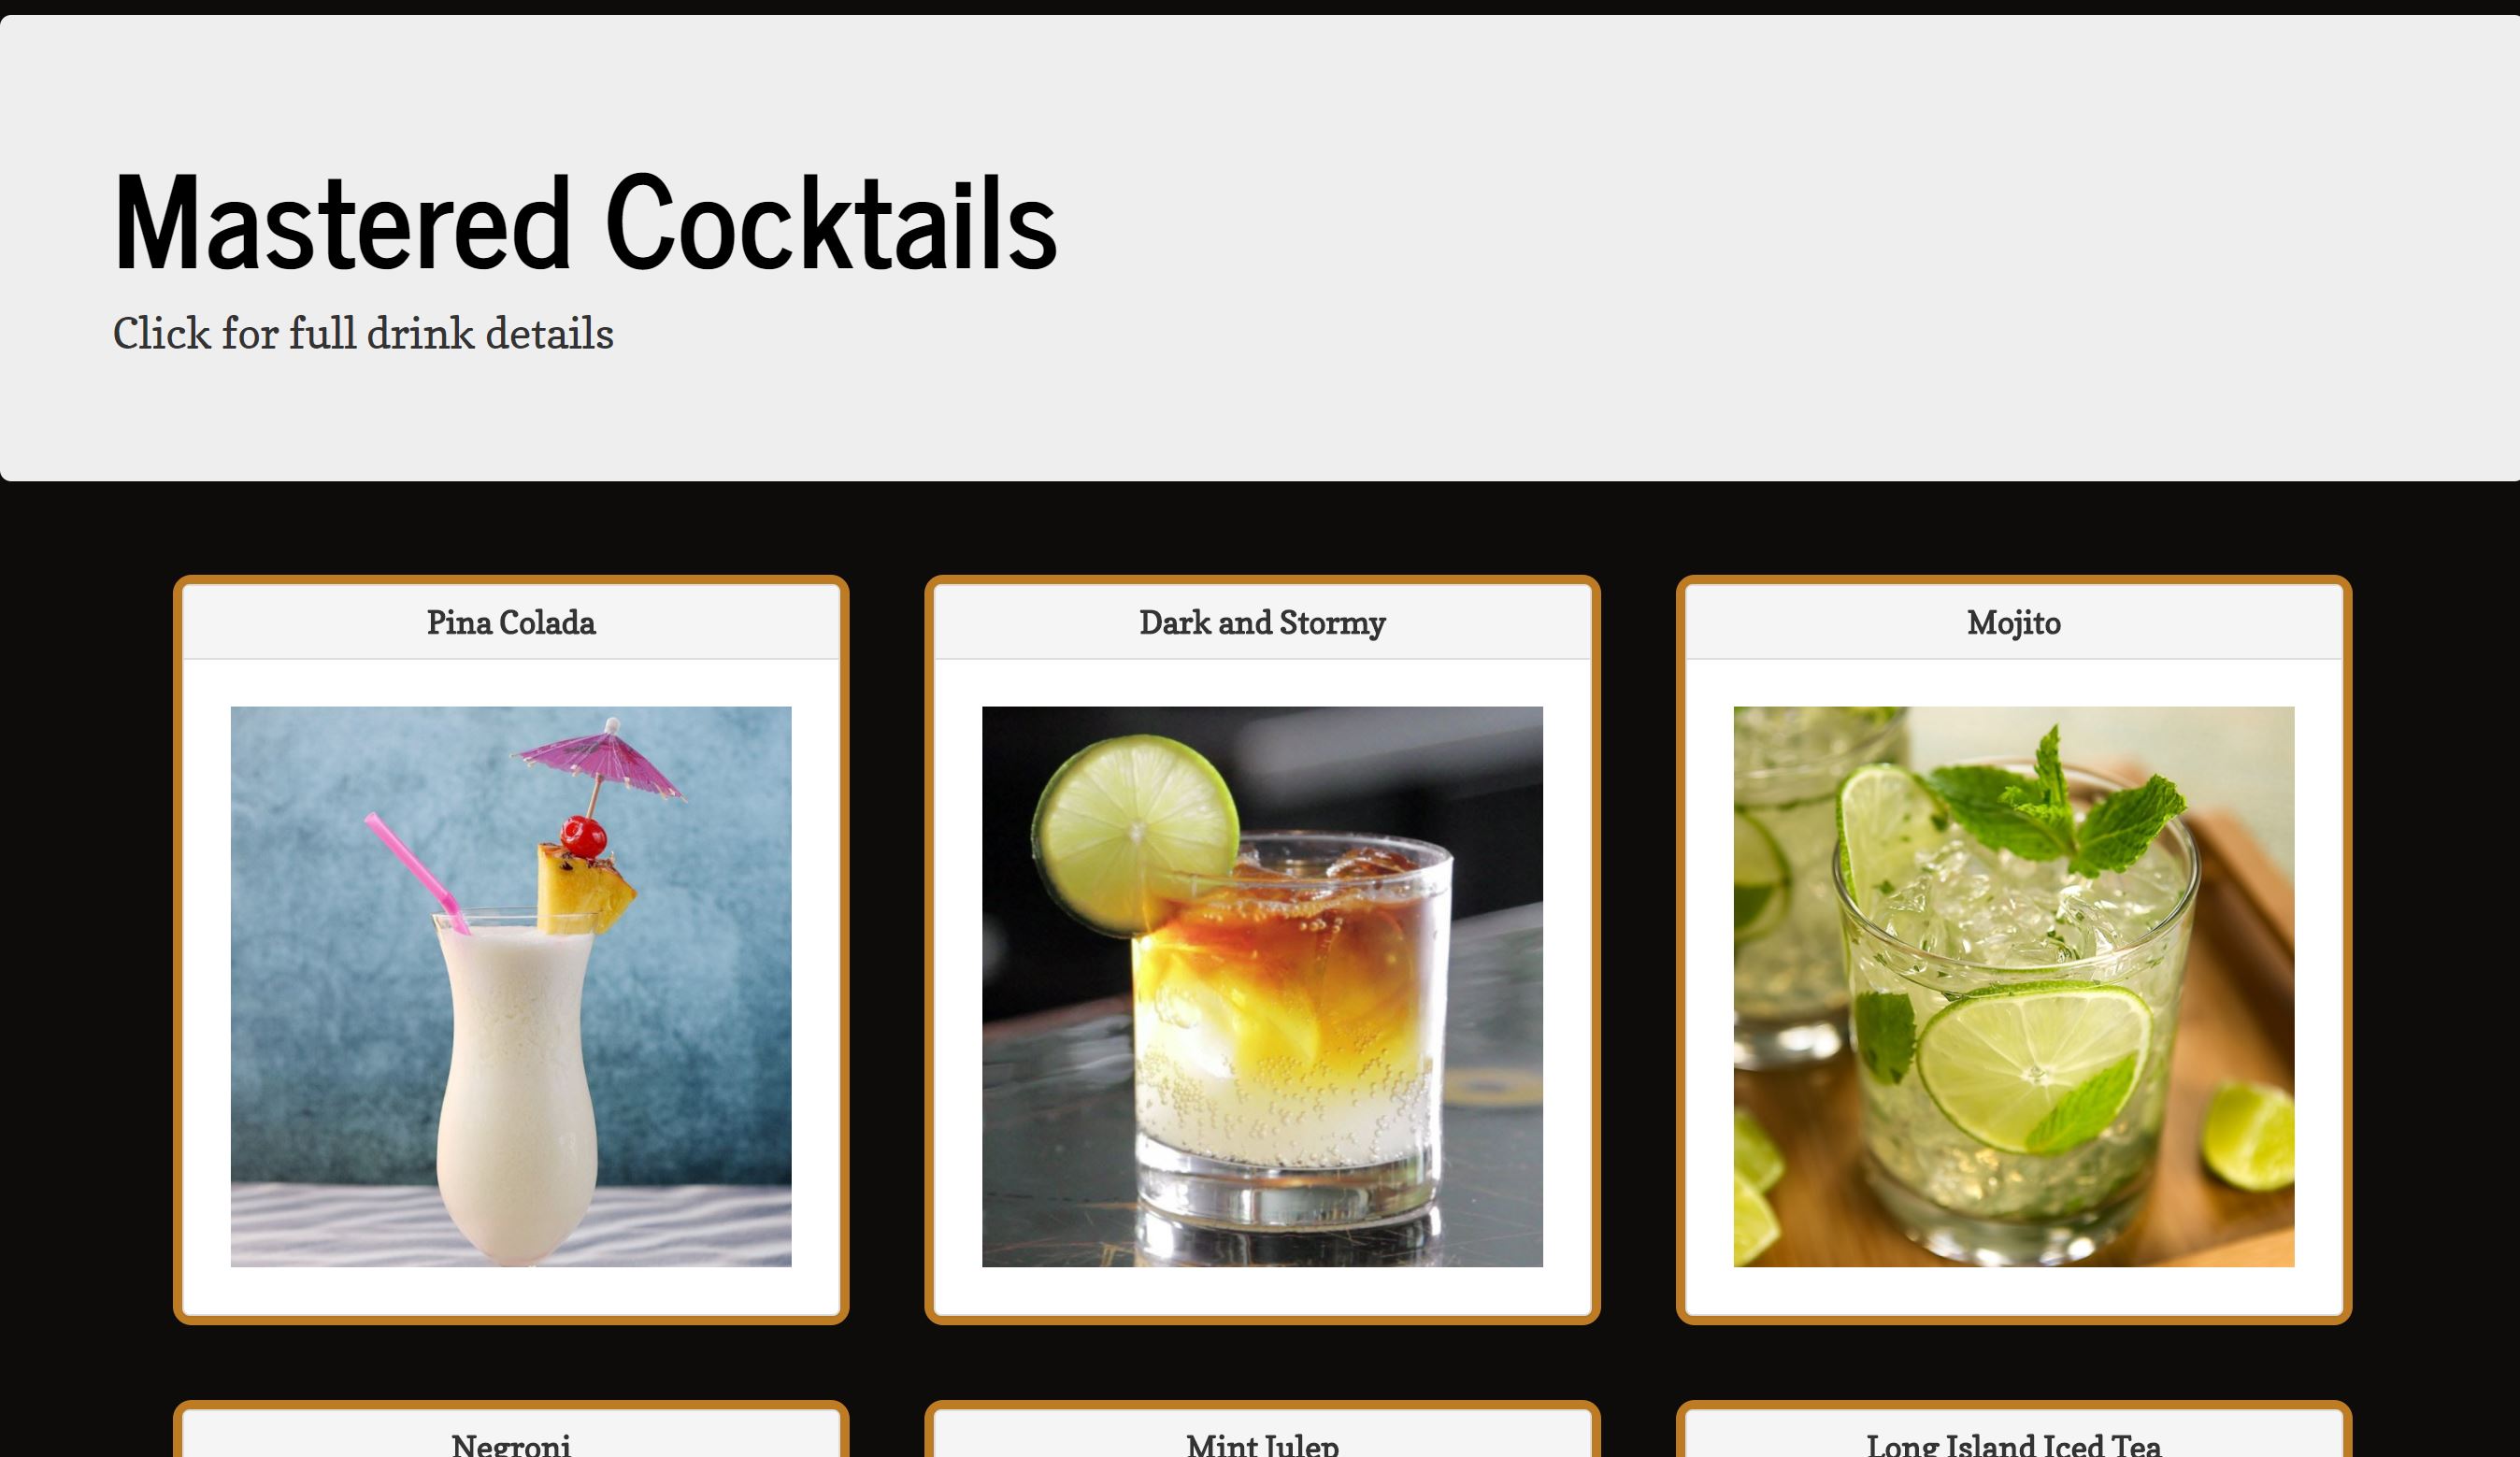 Mastered Cocktails
Click for full drink details
Pina Colada
Dark and Stormy
Mojito
Negroni
Mint Julep
Long Island Iced Tea